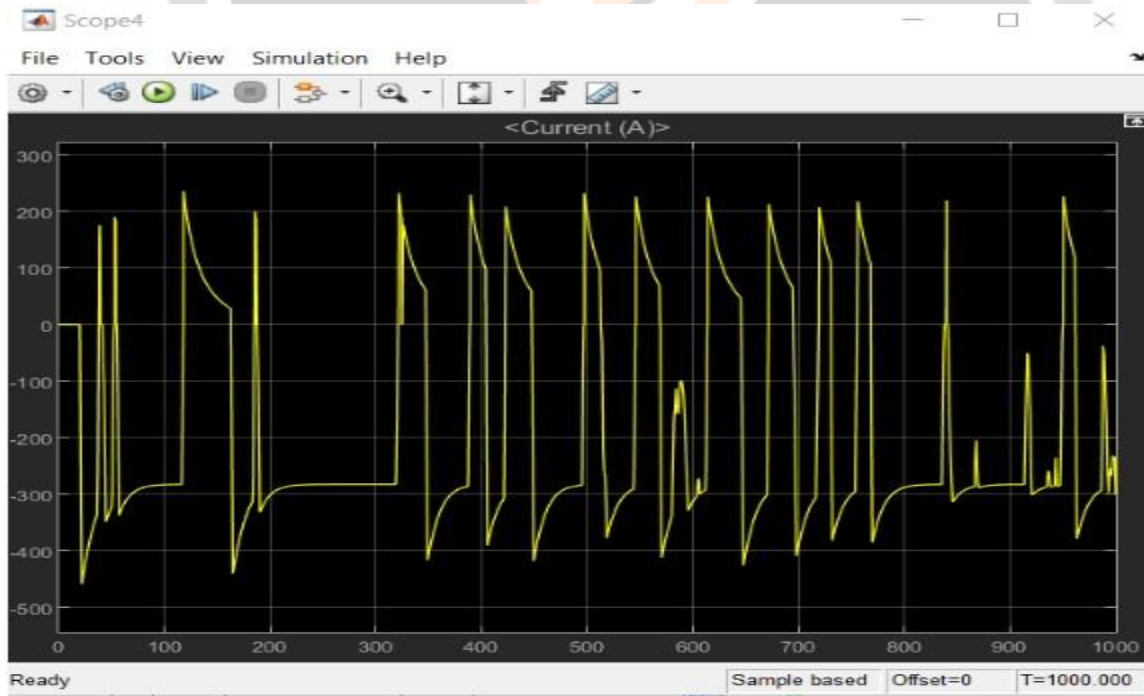 Scope4
File Tools View Simulation Help
<Current (A)>
300
200
100
0
-100
-200
-300
-400
-500
0 100 200 300 400 500 600 700 800 900 1000
Ready Sample based Offset=0 T=1000.000